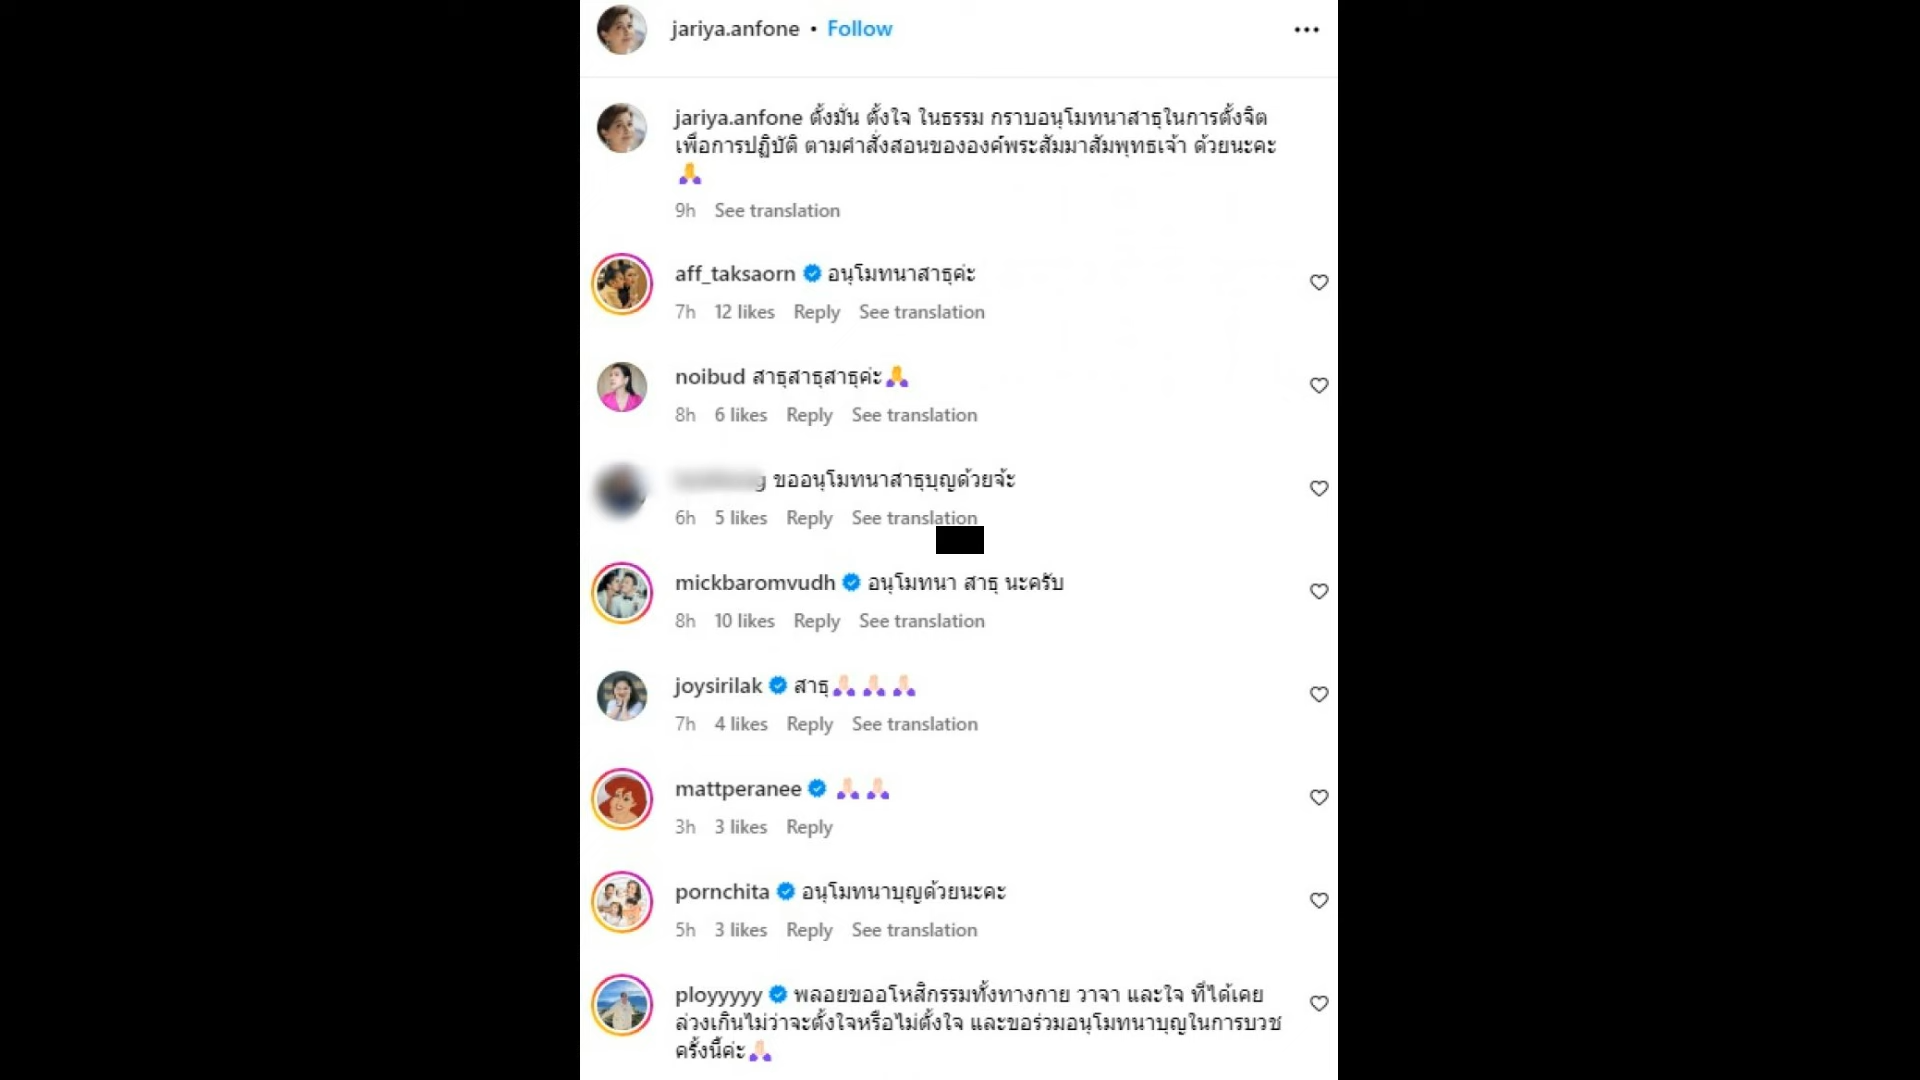 jariya.anfone • Follow
jariya.anfone ตั้งมั่น ตั้งใจ ในธรรม กราบอนุโมทนาสาธุในการตั้งจิต
เพื่อการปฏิบัติ ตามคำสั่งสอนขององค์พระสัมมาสัมพุทธเจ้า ด้วยนะคะ
🙏
9h See translation
aff_taksaorn อนุโมทนาสาธุค่ะ
7h 12 likes Reply See translation
noibud สาธุสาธุสาธุค่ะ🙏
8h 6 likes Reply See translation
ขออนุโมทนาสาธุบุญด้วยจ้ะ
6h 5 likes Reply See translation
mickbaromvudh อนุโมทนา สาธุ นะครับ
8h 10 likes Reply See translation
joysirilak สาธุ🙏🏻🙏🏻🙏🏻
7h 4 likes Reply See translation
mattperanee 🙏🏻🙏🏻
3h 3 likes Reply
pornchita อนุโมทนาบุญด้วยนะคะ
5h 3 likes Reply See translation
ployyyyy พลอยขออโหสิกรรมทั้งทางกาย วาจา และใจ ที่ได้เคย
ล่วงเกินไม่ว่าจะตั้งใจหรือไม่ตั้งใจ และขอร่วมอนุโมทนาบุญในการบวช
ครั้งนี้ค่ะ🙏🏻